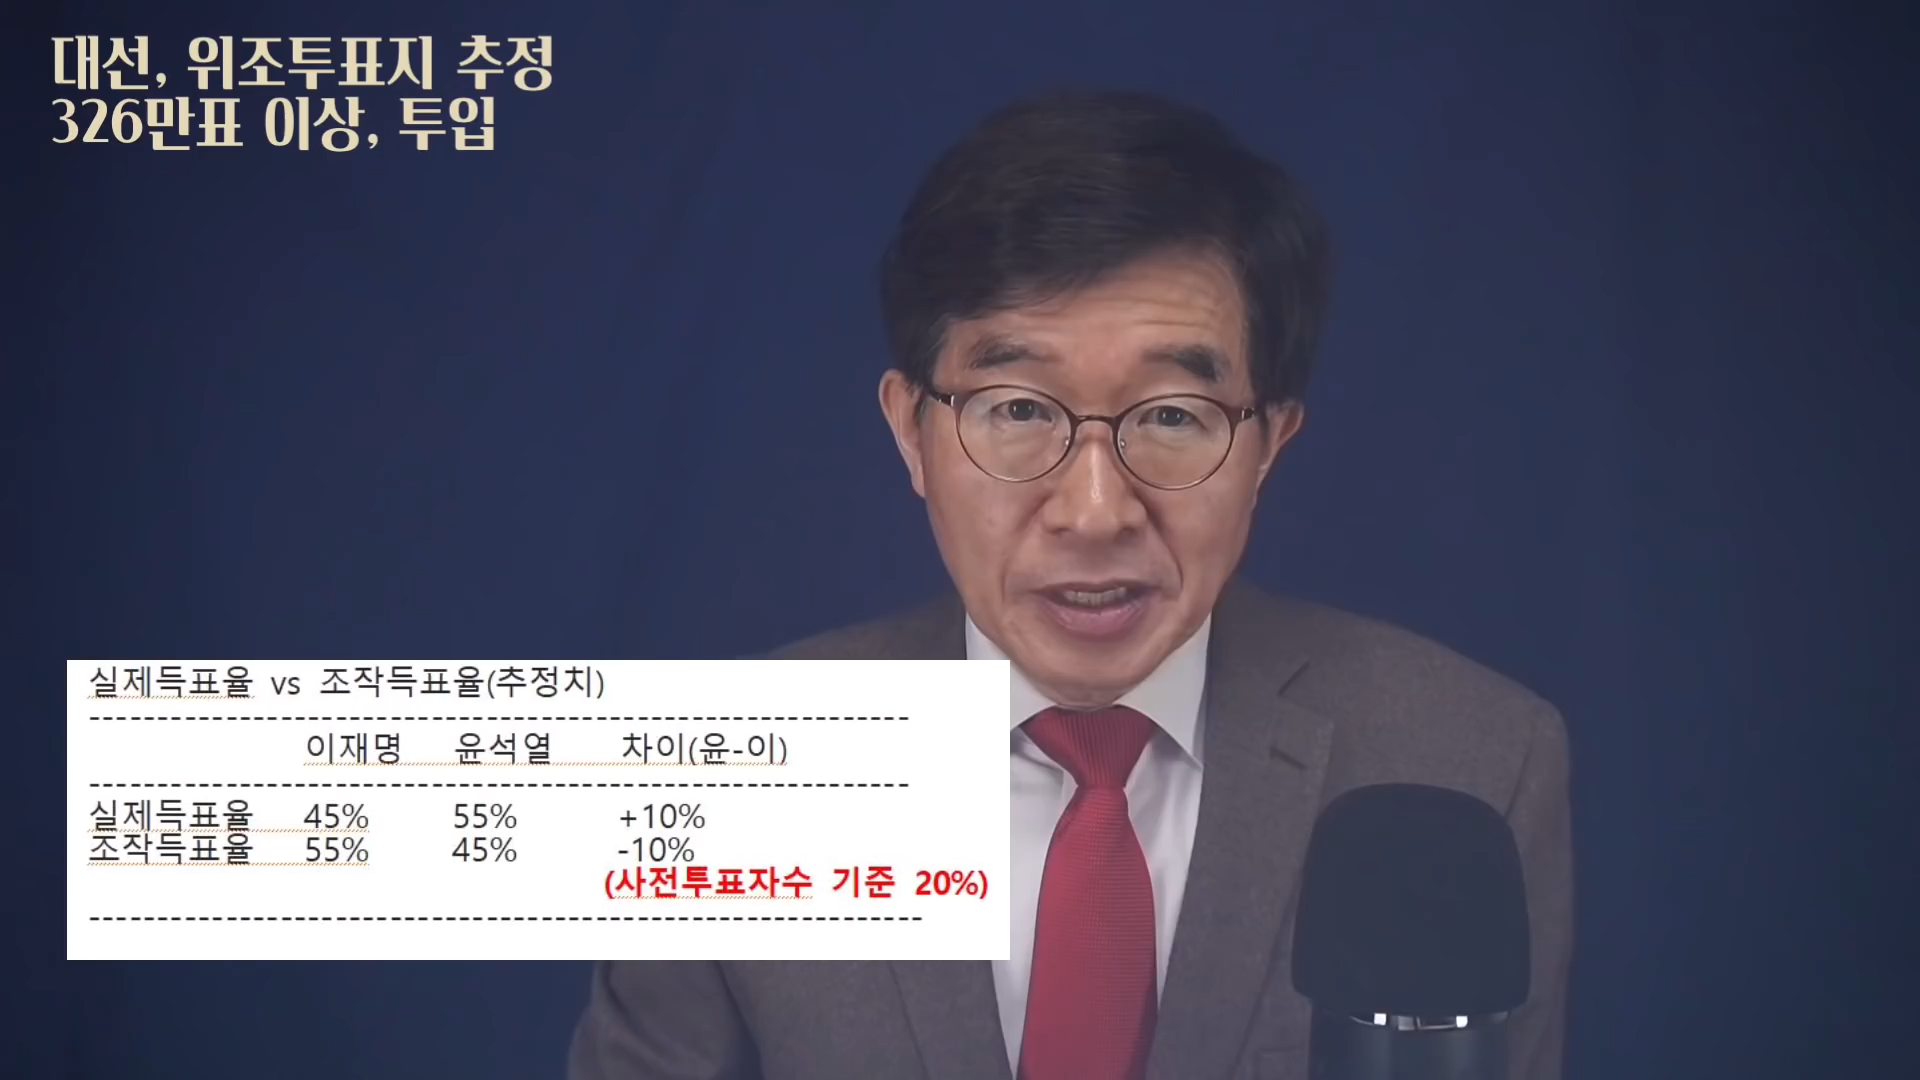 대선, 위조투표지 추정
326만표 이상, 투입
실제득표율 vs 조작득표율(추정치)
이재명 윤석열 차이(윤-이)
실제득표율 45% 55% +10%
조작득표율 55% 45% -10%
(사전투표자수 기준 20%)